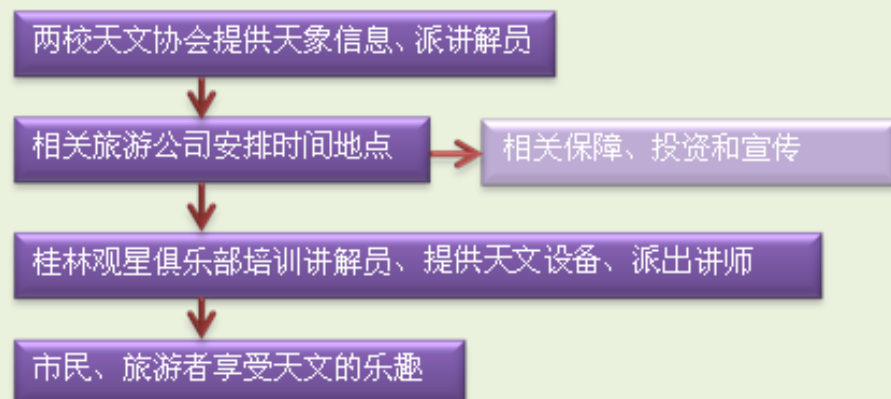 两校天文协会提供天象信息、派讲解员
相关旅游公司安排时间地点
相关保障、投资和宣传
桂林观星俱乐部培训讲解员、提供天文设备、派出讲师
市民、旅游者享受天文的乐趣